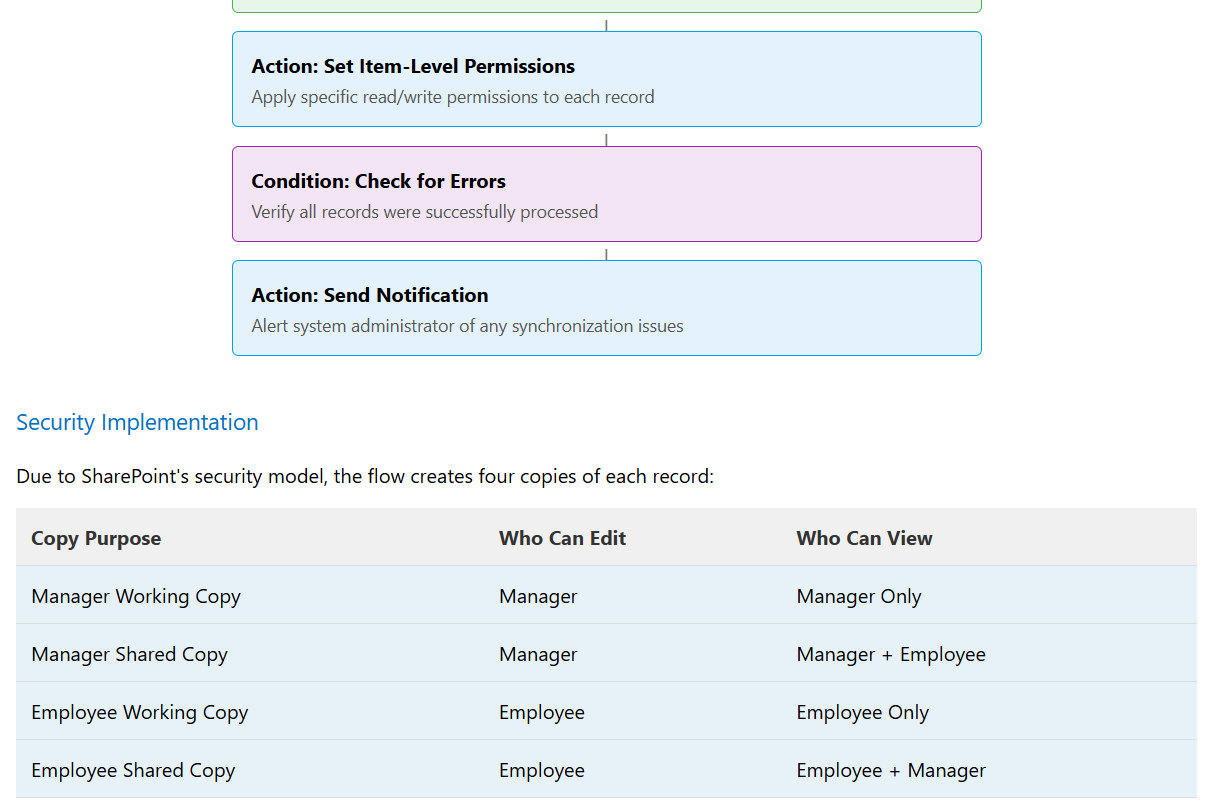 Action: Set Item-Level Permissions
Apply specific read/write permissions to each record
Condition: Check for Errors
Verify all records were successfully processed
Action: Send Notification
Alert system administrator of any synchronization issues
Security Implementation
Due to SharePoint's security model, the flow creates four copies of each record:
Copy Purpose Who Can Edit Who Can View
Manager Working Copy Manager Manager Only
Manager Shared Copy Manager Manager + Employee
Employee Working Copy Employee Employee Only
Employee Shared Copy Employee Employee + Manager